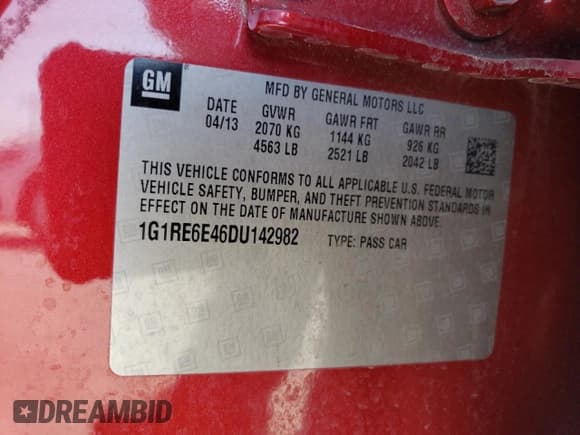 GM
®
MFD BY GENERAL MOTORS LLC
DATE GVWR GAWR FRT GAWR RR
04/13 2070 KG 1144 KG 926 KG
4563 LB 2521 LB 2042 LB
THIS VEHICLE CONFORMS TO ALL APPLICABLE U.S. FEDERAL MOTOR
VEHICLE SAFETY, BUMPER, AND THEFT PREVENTION STANDARDS IN
EFFECT ON THE DATE OF MANUFACTURE SHOWN ABOVE.
1G1RE6E46DU142982 TYPE: PASS CAR
DREAMBID